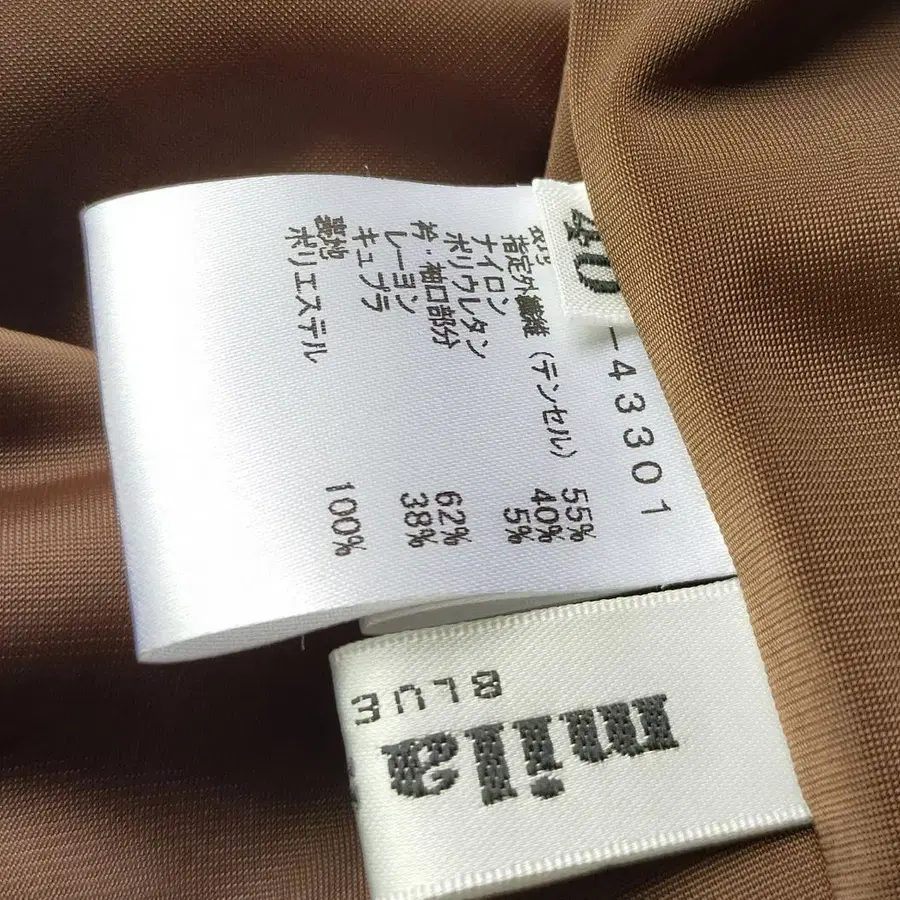 40
-43301
指定外繊維(テンセル) 55%
ナイロン 40%
ポリウレタン 5%
衿・袖口部分
レーヨン 62%
キュプラ 38%
裏地
ポリエステル 100%
mila
BLUE